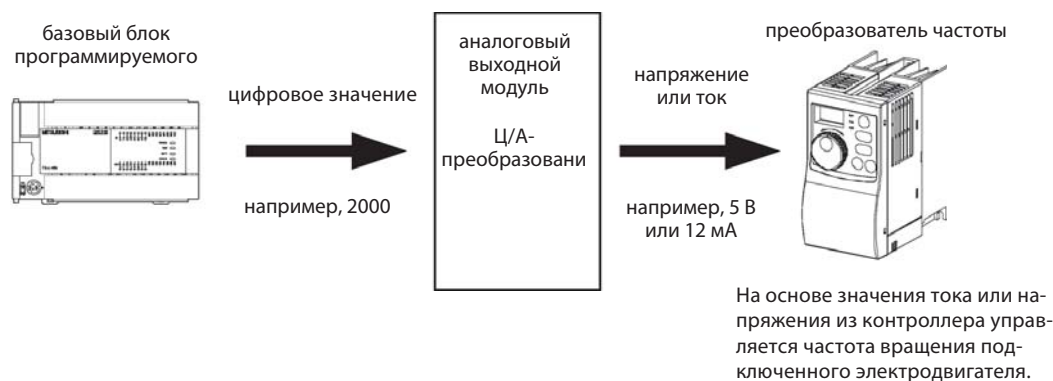 базовый блок
программируемого
MITSUBISHI
цифровое значение
например, 2000
аналоговый
выходной
модуль
Ц/А-
преобразовани
напряжение
или ток
например, 5 В
или 12 мА
преобразователь частоты
На основе значения тока или на-
пряжения из контроллера управ-
ляется частота вращения под-
ключенного электродвигателя.